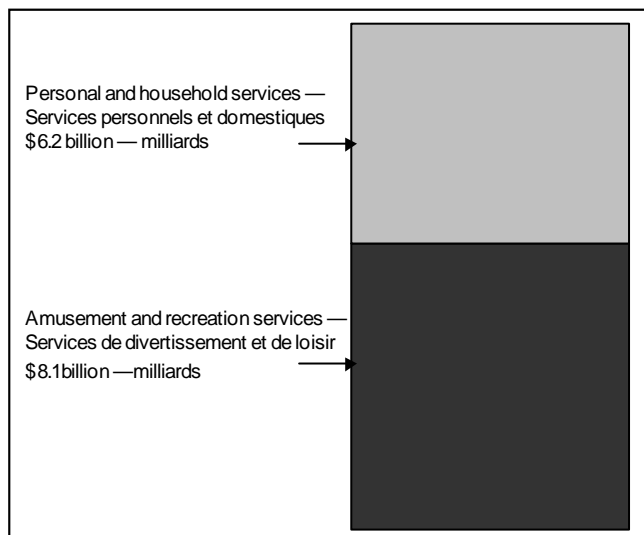 Personal and household services —
Services personnels et domestiques
$6.2 billion — milliards
Amusement and recreation services —
Services de divertissement et de loisir
$8.1billion —milliards